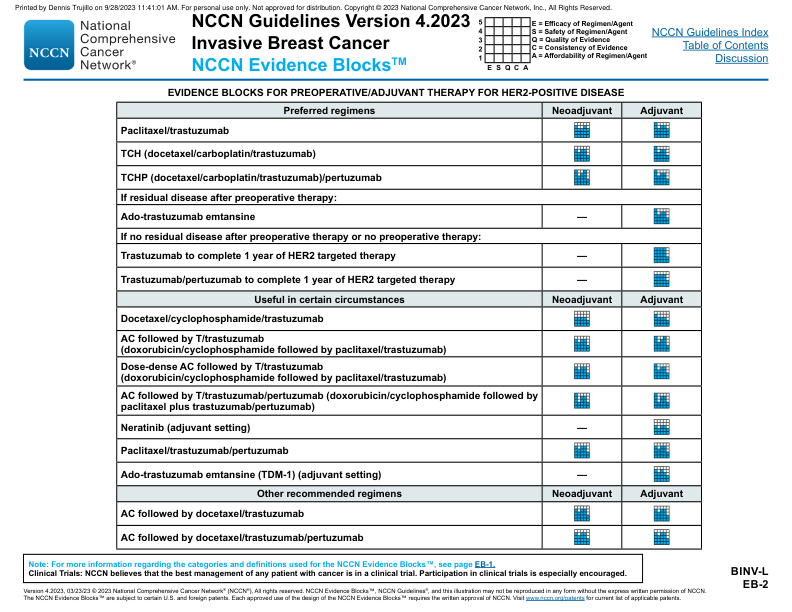 Printed by Dennis Trujillo on 9/28/2023 11:41:01 AM. For personal use only. Not approved for distribution. Copyright © 2023 National Comprehensive Cancer Network, Inc., All Rights Reserved.
NCCN
National
Comprehensive
Cancer
Network®
NCCN Guidelines Version 4.2023
Invasive Breast Cancer
NCCN Evidence Blocks™
5
4
3
2
1
E S Q C A
E = Efficacy of Regimen/Agent
S = Safety of Regimen/Agent
Q = Quality of Evidence
C = Consistency of Evidence
A = Affordability of Regimen/Agent
NCCN Guidelines Index
Table of Contents
Discussion
EVIDENCE BLOCKS FOR PREOPERATIVE/ADJUVANT THERAPY FOR HER2-POSITIVE DISEASE
Preferred regimens Neoadjuvant Adjuvant
Paclitaxel/trastuzumab
TCH (docetaxel/carboplatin/trastuzumab)
TCHP (docetaxel/carboplatin/trastuzumab)/pertuzumab
If residual disease after preoperative therapy:
Ado-trastuzumab emtansine —
If no residual disease after preoperative therapy or no preoperative therapy:
Trastuzumab to complete 1 year of HER2 targeted therapy —
Trastuzumab/pertuzumab to complete 1 year of HER2 targeted therapy —
Useful in certain circumstances Neoadjuvant Adjuvant
Docetaxel/cyclophosphamide/trastuzumab
AC followed by T/trastuzumab
(doxorubicin/cyclophosphamide followed by paclitaxel/trastuzumab)
Dose-dense AC followed by T/trastuzumab
(doxorubicin/cyclophosphamide followed by paclitaxel/trastuzumab)
AC followed by T/trastuzumab/pertuzumab (doxorubicin/cyclophosphamide followed by
paclitaxel plus trastuzumab/pertuzumab)
Neratinib (adjuvant setting) —
Paclitaxel/trastuzumab/pertuzumab
Ado-trastuzumab emtansine (TDM-1) (adjuvant setting) —
Other recommended regimens Neoadjuvant Adjuvant
AC followed by docetaxel/trastuzumab
AC followed by docetaxel/trastuzumab/pertuzumab
Note: For more information regarding the categories and definitions used for the NCCN Evidence Blocks™, see page EB-1.
Clinical Trials: NCCN believes that the best management of any patient with cancer is in a clinical trial. Participation in clinical trials is especially encouraged.
BINV-L
EB-2
Version 4.2023, 03/23/23 © 2023 National Comprehensive Cancer Network® (NCCN®), All rights reserved. NCCN Evidence Blocks™, NCCN Guidelines®, and this illustration may not be reproduced in any form without the express written permission of NCCN.
The NCCN Evidence Blocks™ are subject to certain U.S. and foreign patents. Each approved use of the design of the NCCN Evidence Blocks™ requires the written approval of NCCN. Visit www.nccn.org/patents for current list of applicable patents.